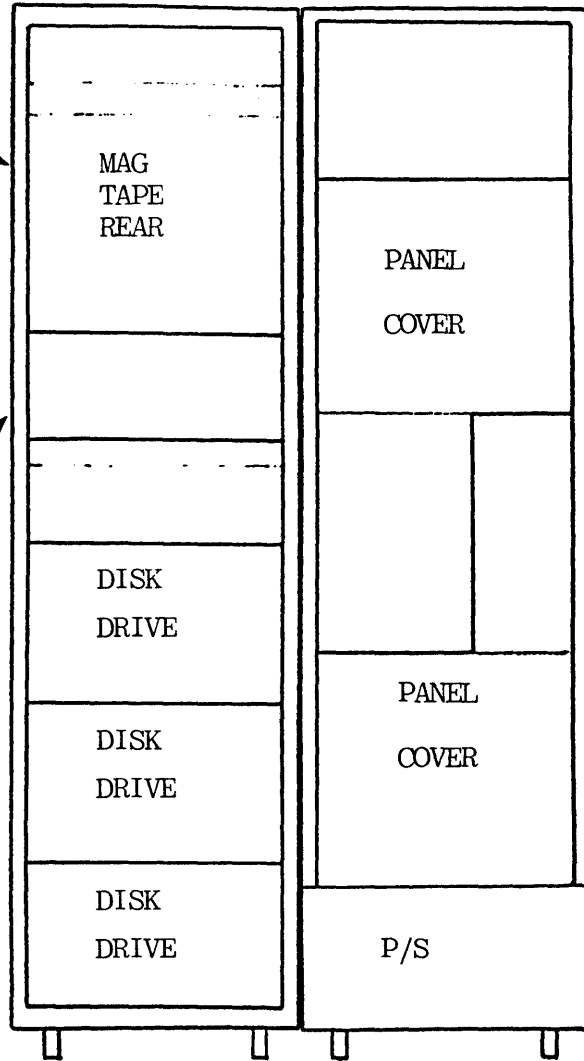 MAG
TAPE
REAR
DISK
DRIVE
DISK
DRIVE
DISK
DRIVE
PANEL
COVER
PANEL
COVER
P/S